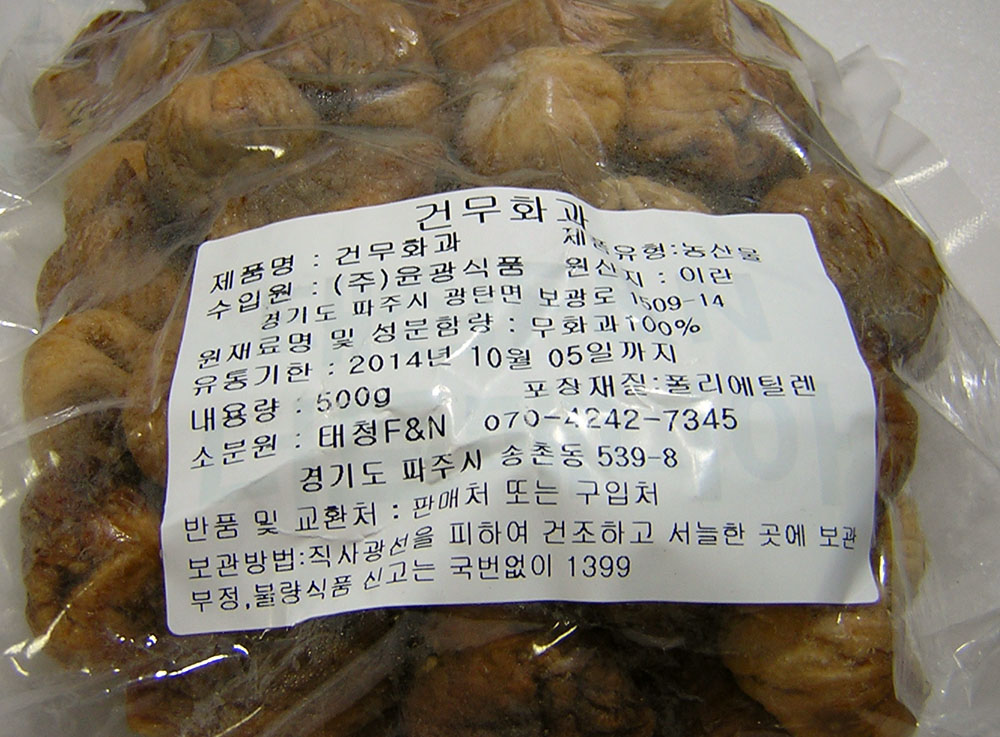 건무화과
제품명 : 건무화과 제품유형:농산물
수입원 : (주)윤광식품 원산지 : 이란
경기도 파주시 광탄면 보광로 1509-14
원재료명 및 성분함량 : 무화과100%
유통기한 : 2014년 10월 05일까지
내용량 : 500g 포장재질:폴리에틸렌
소분원 : 태청F&N 070-4242-7345
경기도 파주시 송촌동 539-8
반품 및 교환처 : 판매처 또는 구입처
보관방법:직사광선을 피하여 건조하고 서늘한 곳에 보관
부정,불량식품 신고는 국번없이 1399